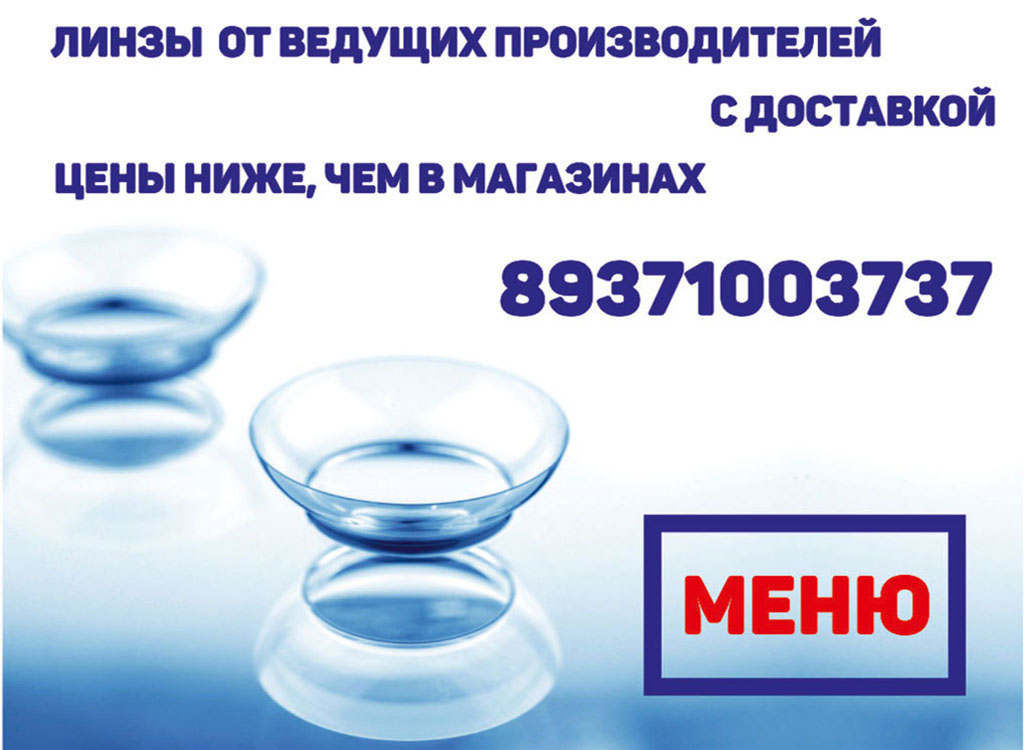 ЛИНЗЫ ОТ ВЕДУЩИХ ПРОИЗВОДИТЕЛЕЙ
С ДОСТАВКОЙ
ЦЕНЫ НИЖЕ, ЧЕМ В МАГАЗИНАХ
89371003737
МЕНЮ